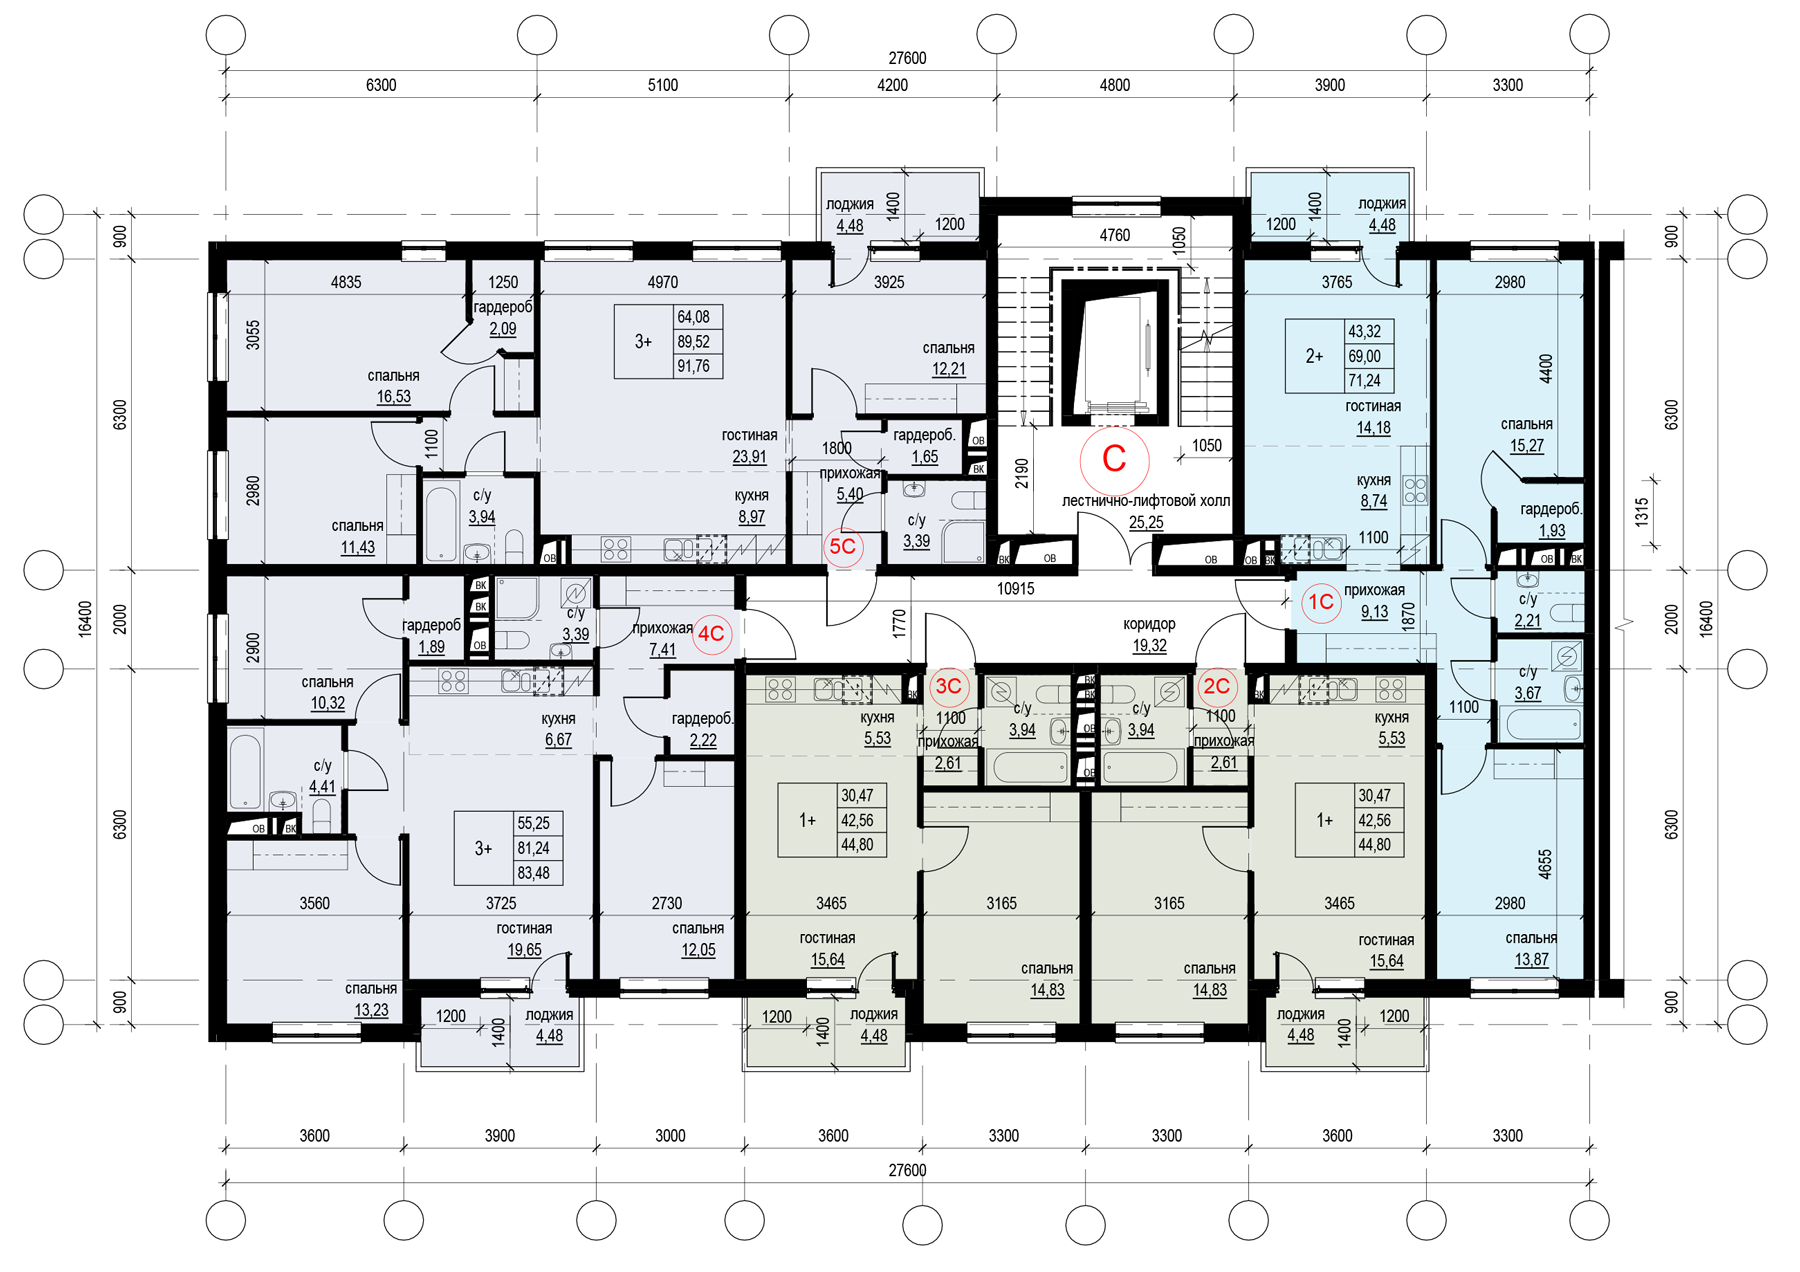 27600
6300 5100 4200 4800 3900 3300
лоджия
4,48
1400
1200
4760
1050
1200
1400
лоджия
4,48
900
900
4835
1250
4970
3925
3765
2980
гардероб.
2,09
3055
3+
64,08
89,52
91,76
2+
43,32
69,00
71,24
спальня
16,53
спальня
12,21
4400
гостиная
14,18
6300
16400
6300
16400
1100
гостиная
23,91
1800
гардероб.
1,65
ОВ
ВК
С
1050
2190
спальня
15,27
прихожая
5,40
кухня
8,97
кухня
8,74
2980
с/у
3,94
спальня
11,43
лестнично-лифтовой холл
25,25
гардероб.
1,93
1315
с/у
3,39
5С
1100
ОВ
ВК
ОВ
ОВ
ВК
ОВ
ВК
10915
1С
прихожая
9,13
1870
2000
2000
2900
гардероб
1,89
ВК
ВК
ОВ
с/у
3,39
прихожая
7,41
4С
1770
коридор
19,32
с/у
2,21
спальня
10,32
3С
2С
с/у
3,67
кухня
6,67
гардероб.
2,22
кухня
5,53
ВК
1100
прихожая
2,61
с/у
3,94
ВК
ВК
ОВ
ОВ
с/у
3,94
1100
прихожая
2,61
ВК
кухня
5,53
1100
с/у
4,41
ОВ
ВК
6300
6300
3+
55,25
81,24
83,48
1+
30,47
42,56
44,80
1+
30,47
42,56
44,80
4655
3560
3725
2730
3465
3165
3165
3465
2980
гостиная
19,65
спальня
12,05
гостиная
15,64
гостиная
15,64
спальня
13,87
спальня
13,23
спальня
14,83
спальня
14,83
900
900
1200
1400
лоджия
4,48
1200
1400
лоджия
4,48
лоджия
4,48
1400
1200
3600 3900 3000 3600 3300 3300 3600 3300
27600